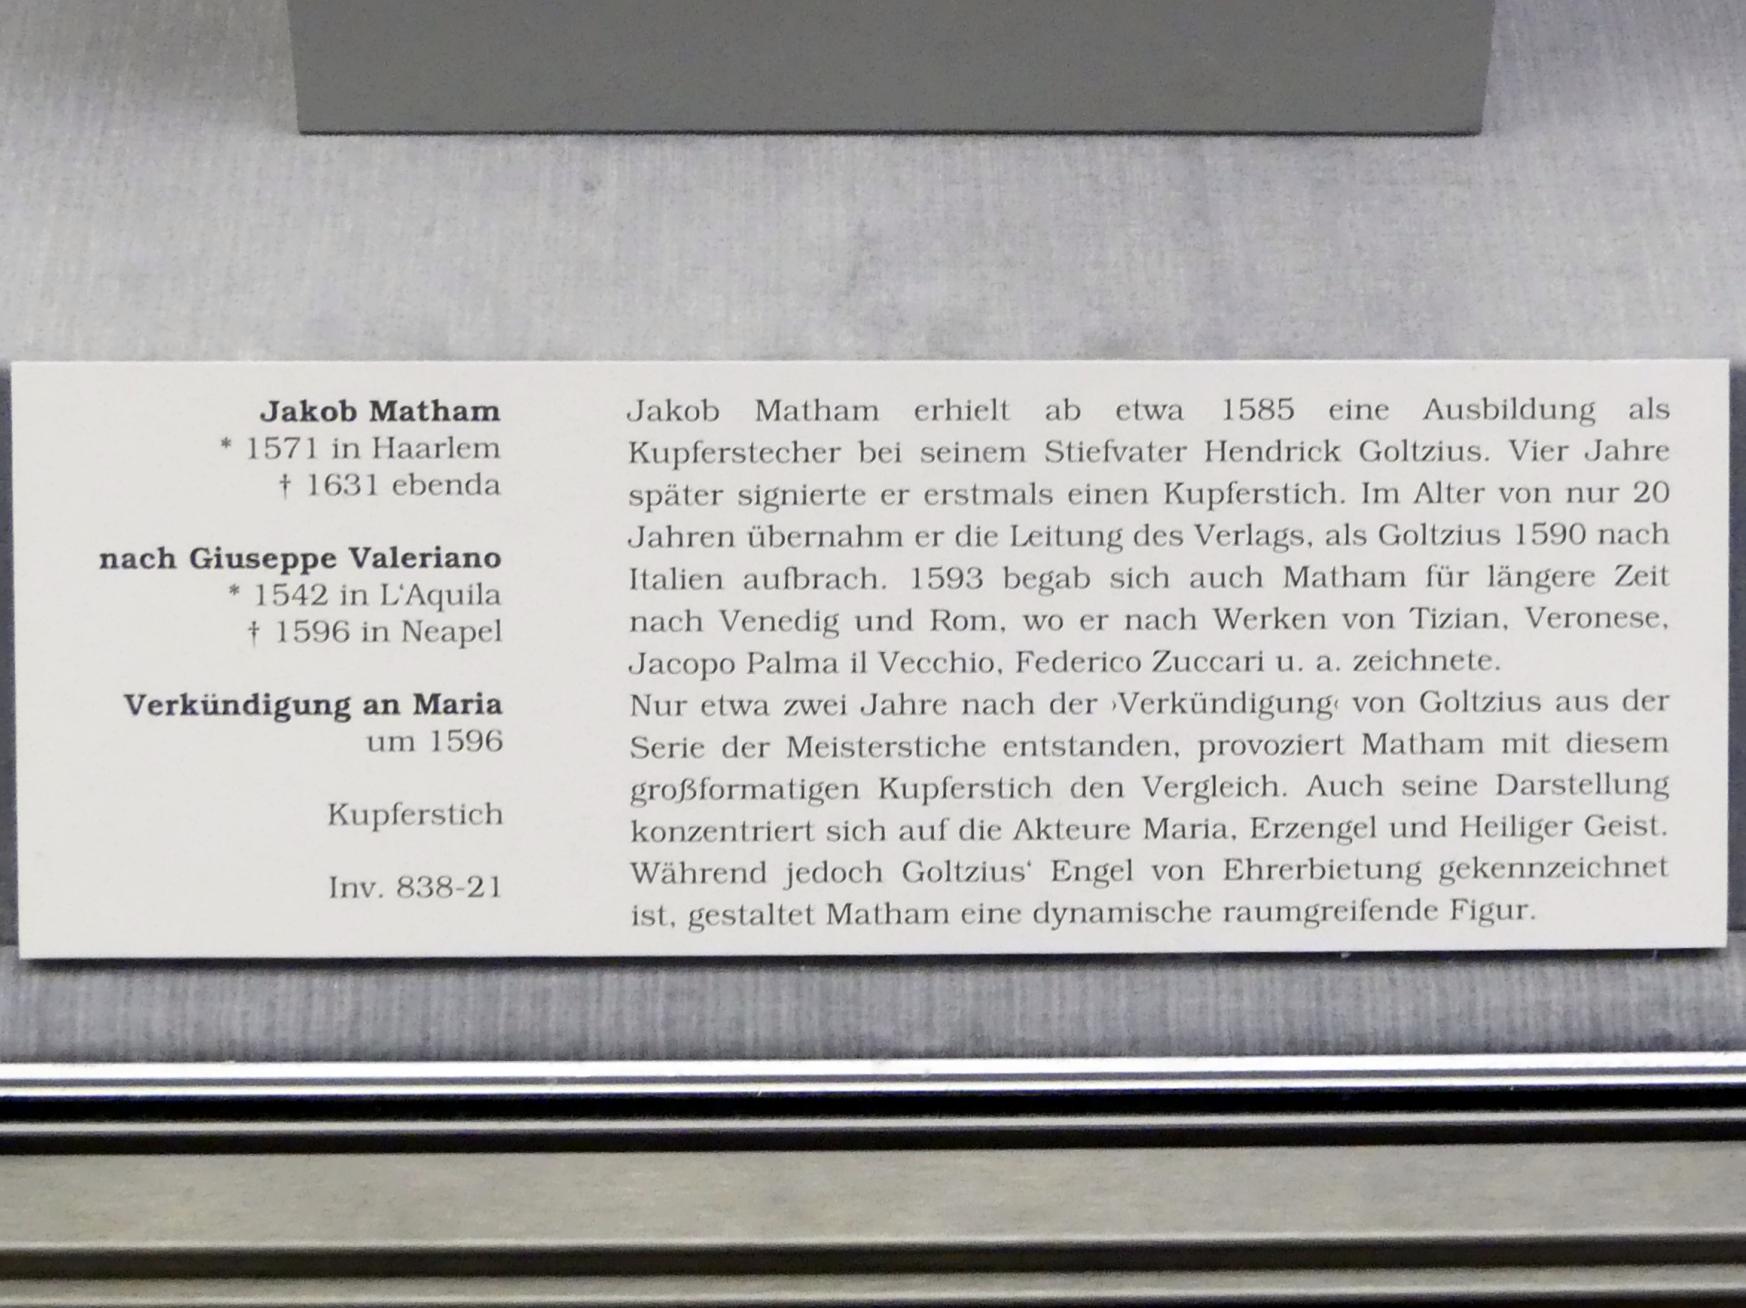 Jakob Matham
* 1571 in Haarlem
† 1631 ebenda
nach Giuseppe Valeriano
* 1542 in L‘Aquila
† 1596 in Neapel
Verkündigung an Maria
um 1596
Kupferstich
Inv. 838-21
Jakob Matham erhielt ab etwa 1585 eine Ausbildung als
Kupferstecher bei seinem Stiefvater Hendrick Goltzius. Vier Jahre
später signierte er erstmals einen Kupferstich. Im Alter von nur 20
Jahren übernahm er die Leitung des Verlags, als Goltzius 1590 nach
Italien aufbrach. 1593 begab sich auch Matham für längere Zeit
nach Venedig und Rom, wo er nach Werken von Tizian, Veronese,
Jacopo Palma il Vecchio, Federico Zuccari u. a. zeichnete.
Nur etwa zwei Jahre nach der ›Verkündigung‹ von Goltzius aus der
Serie der Meisterstiche entstanden, provoziert Matham mit diesem
großformatigen Kupferstich den Vergleich. Auch seine Darstellung
konzentriert sich auf die Akteure Maria, Erzengel und Heiliger Geist.
Während jedoch Goltzius‘ Engel von Ehrerbietung gekennzeichnet
ist, gestaltet Matham eine dynamische raumgreifende Figur.